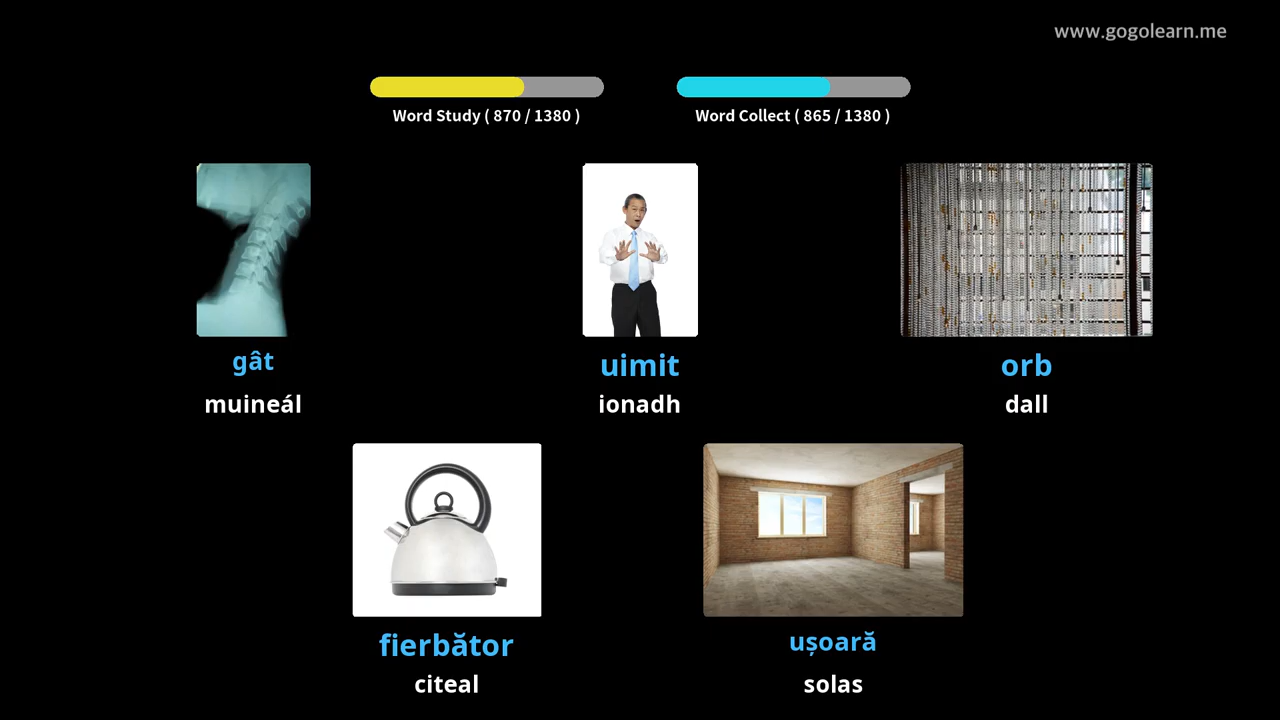 www.gogolearn.me
Word Study ( 870 / 1380 )
Word Collect ( 865 / 1380 )
gât
uimit
orb
muineál
ionadh
dall
fierbător
ușoară
citeal
solas